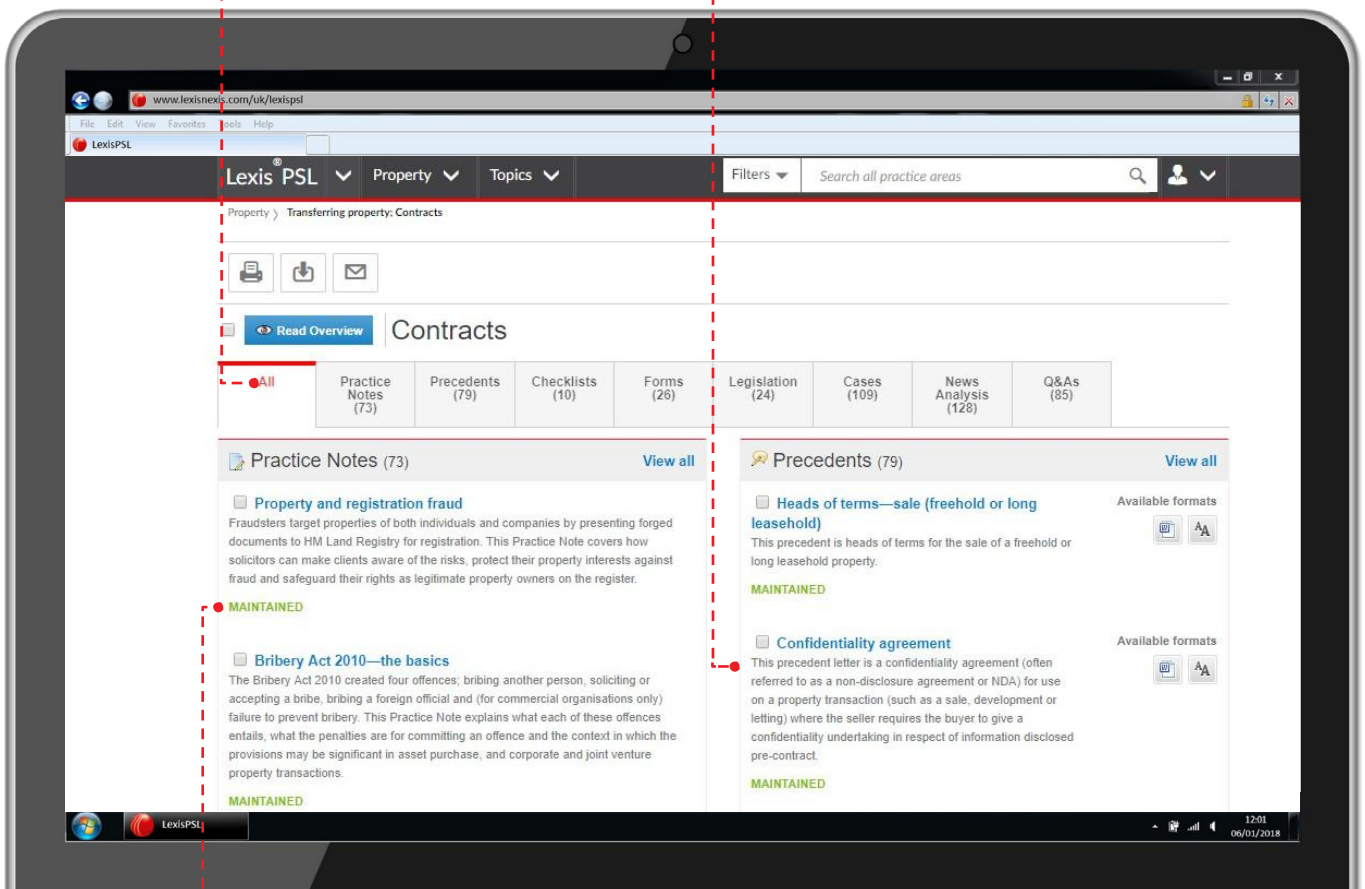 www.lexisnexis.com/uk/lexispsl
File Edit View Favorites Tools Help
LexisPSL
Lexis®PSL Property Topics Filters Search all practice areas
Property > Transferring property; Contracts
Read Overview Contracts
All
Practice
Notes
(73)
Precedents
(79)
Checklists
(10)
Forms
(26)
Legislation
(24)
Cases
(109)
News
Analysis
(128)
Q&As
(85)
Practice Notes (73) View all
Property and registration fraud
Fraudsters target properties of both individuals and companies by presenting forged
documents to HM Land Registry for registration. This Practice Note covers how
solicitors can make clients aware of the risks, protect their property interests against
fraud and safeguard their rights as legitimate property owners on the register.
MAINTAINED
Bribery Act 2010—the basics
The Bribery Act 2010 created four offences; bribing another person, soliciting or
accepting a bribe, bribing a foreign official and (for commercial organisations only)
failure to prevent bribery. This Practice Note explains what each of these offences
entails, what the penalties are for committing an offence and the context in which the
provisions may be significant in asset purchase, and corporate and joint venture
property transactions.
MAINTAINED
Precedents (79) View all
Heads of terms—sale (freehold or long
leasehold)
Available formats
This precedent is heads of terms for the sale of a freehold or
long leasehold property.
MAINTAINED
Confidentiality agreement
Available formats
This precedent letter is a confidentiality agreement (often
referred to as a non-disclosure agreement or NDA) for use
on a property transaction (such as a sale, development or
letting) where the seller requires the buyer to give a
confidentiality undertaking in respect of information disclosed
pre-contract.
MAINTAINED
LexisPSL
12:01
06/01/2018